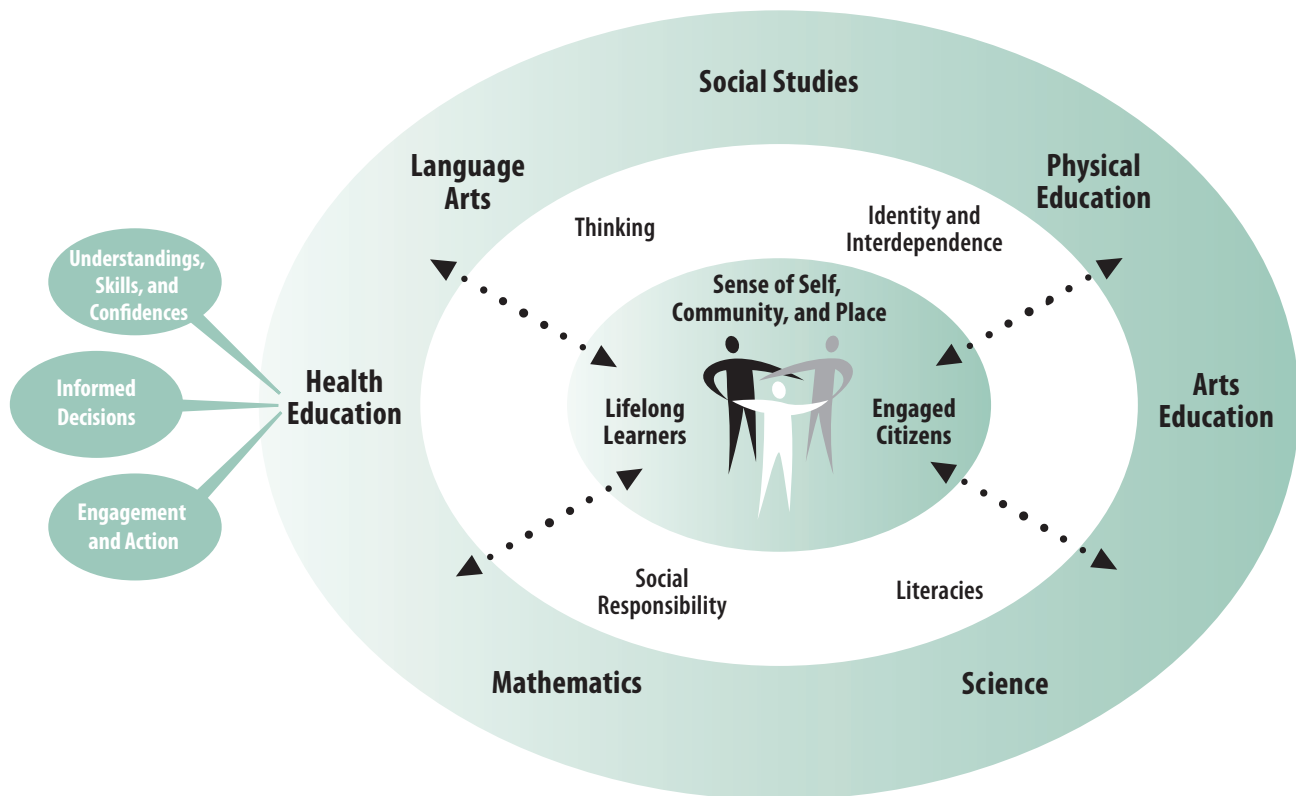 Social Studies
Language
Arts
Physical
Education
Thinking
Identity and
Interdependence
Understandings,
Skills, and
Confidences
Sense of Self,
Community, and Place
Informed
Decisions
Health
Education
Lifelong
Learners
Engaged
Citizens
Arts
Education
Engagement
and Action
Social
Responsibility
Literacies
Mathematics
Science